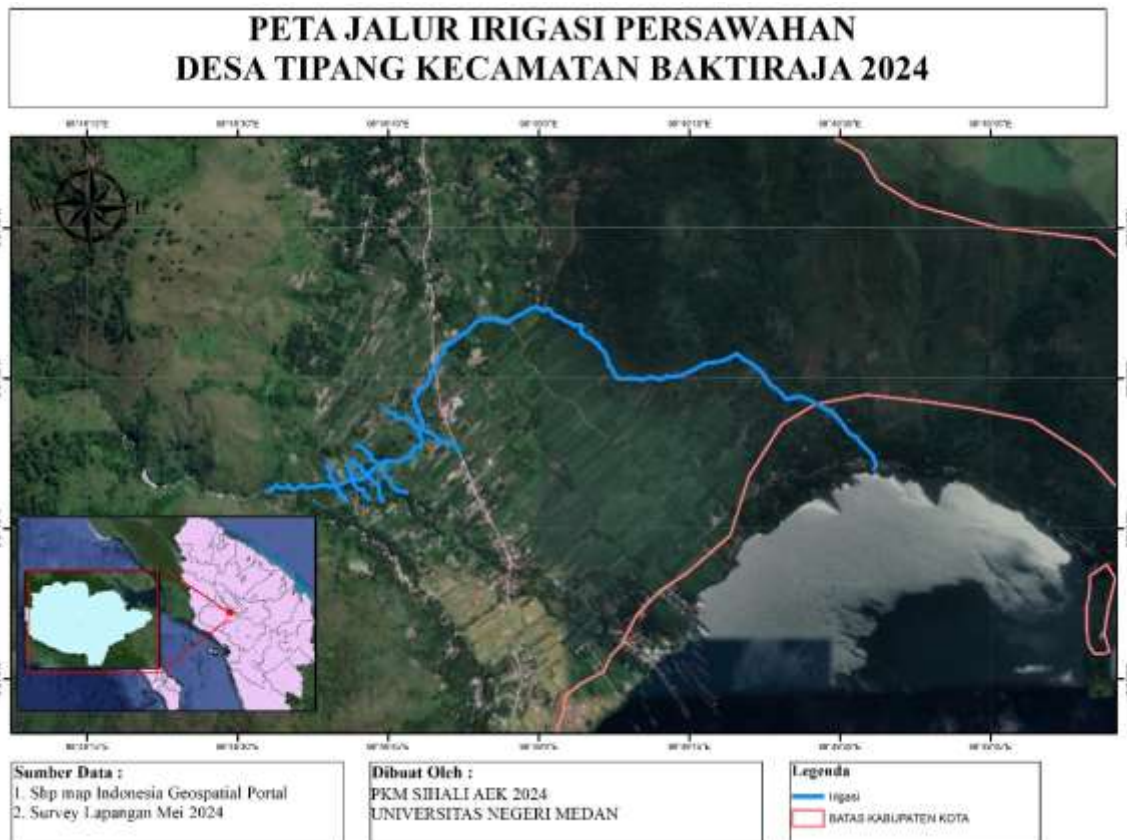 PETA JALUR IRIGASI PERSAWAHAN
DESA TIPANG KECAMATAN BAKTIRAJA 2024
Sumber Data :
1. Shp map Indonesia Geospatial Portal
2. Survey Lapangan Mei 2024
Dibuat Oleh :
PKM SIHALI AEK 2024
UNIVERSITAS NEGERI MEDAN
Legenda
Irigasi
BATAS KABUPATEN KOTA